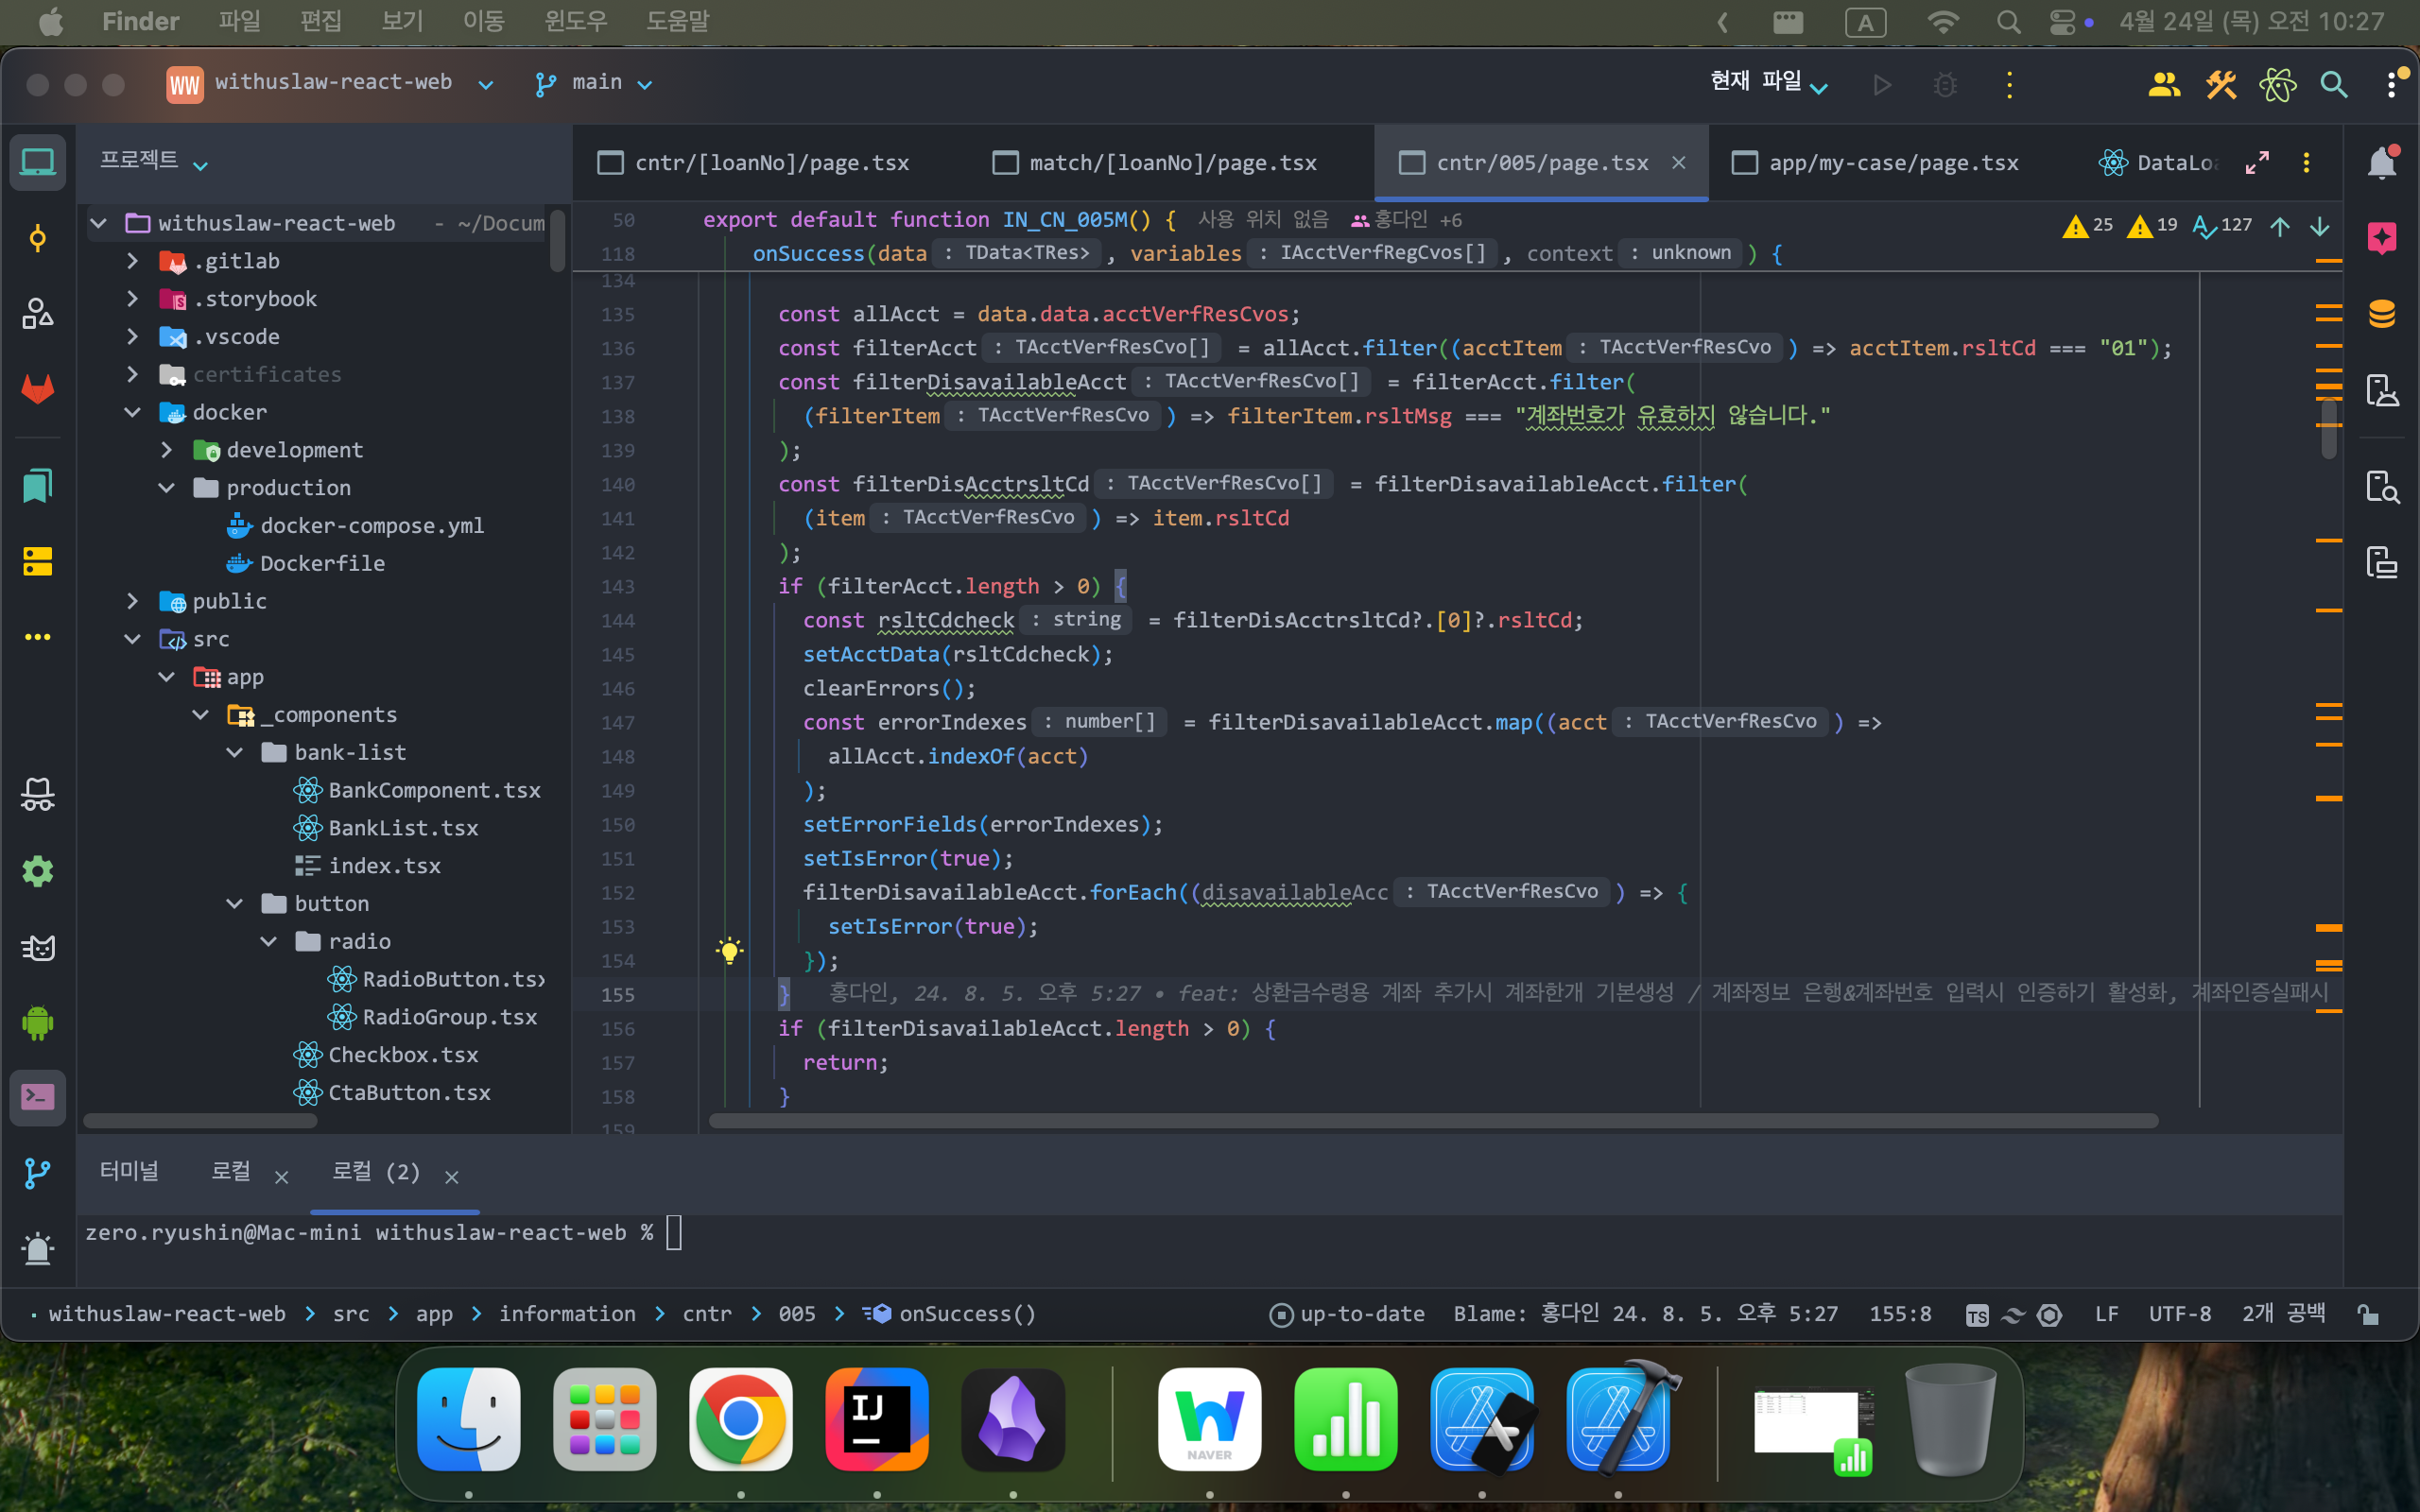 Finder 파일 편집 보기 이동 윈도우 도움말 A 4월 24일 (목) 오전 10:27
WW withuslaw-react-web main 현재 파일
프로젝트
cntr/[loanNo]/page.tsx match/[loanNo]/page.tsx cntr/005/page.tsx app/my-case/page.tsx DataLoa
withuslaw-react-web - ~/Docum
.gitlab
.storybook
.vscode
certificates
docker
development
production
docker-compose.yml
Dockerfile
public
src
app
_components
bank-list
BankComponent.tsx
BankList.tsx
index.tsx
button
radio
RadioButton.tsx
RadioGroup.tsx
Checkbox.tsx
CtaButton.tsx
50 export default function IN_CN_005M() { 사용 위치 없음 홍다인 +6
25 19 127
118 onSuccess(data : TData<TRes> , variables : IAcctVerfRegCvos[] , context : unknown ) {
134
135 const allAcct = data.data.acctVerfResCvos;
136 const filterAcct : TAcctVerfResCvo[] = allAcct.filter((acctItem : TAcctVerfResCvo ) => acctItem.rsltCd === "01");
137 const filterDisavailableAcct : TAcctVerfResCvo[] = filterAcct.filter(
138 (filterItem : TAcctVerfResCvo ) => filterItem.rsltMsg === "계좌번호가 유효하지 않습니다."
139 );
140 const filterDisAcctrsltCd : TAcctVerfResCvo[] = filterDisavailableAcct.filter(
141 (item : TAcctVerfResCvo ) => item.rsltCd
142 );
143 if (filterAcct.length > 0) {
144 const rsltCdcheck : string = filterDisAcctrsltCd?.[0]?.rsltCd;
145 setAcctData(rsltCdcheck);
146 clearErrors();
147 const errorIndexes : number[] = filterDisavailableAcct.map((acct : TAcctVerfResCvo ) =>
148 allAcct.indexOf(acct)
149 );
150 setErrorFields(errorIndexes);
151 setIsError(true);
152 filterDisavailableAcct.forEach((disavailableAcc : TAcctVerfResCvo ) => {
153 setIsError(true);
154 });
155 } 홍다인, 24. 8. 5. 오후 5:27 • feat: 상환금수령용 계좌 추가시 계좌한개 기본생성 / 계좌정보 은행&계좌번호 입력시 인증하기 활성화, 계좌인증실패시
156 if (filterDisavailableAcct.length > 0) {
157 return;
158 }
159
터미널 로컬 로컬 (2)
zero.ryushin@Mac-mini withuslaw-react-web %
withuslaw-react-web > src > app > information > cntr > 005 > onSuccess() up-to-date Blame: 홍다인 24. 8. 5. 오후 5:27 155:8 TS LF UTF-8 2개 공백
IJ
NAVER